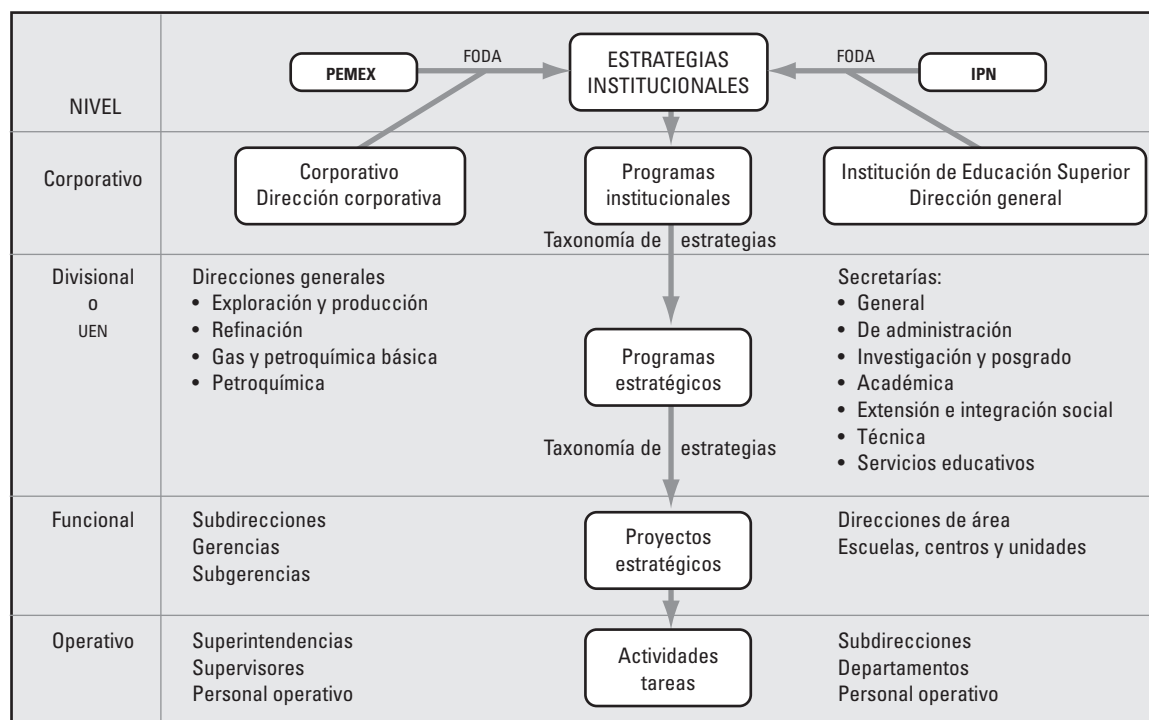 PEMEX
FODA
ESTRATEGIAS
INSTITUCIONALES
FODA
IPN
NIVEL
Corporativo
Corporativo
Dirección corporativa
Programas
institucionales
Institución de Educación Superior
Dirección general
Taxonomía de estrategias
Divisional
o
UEN
Direcciones generales
• Exploración y producción
• Refinación
• Gas y petroquímica básica
• Petroquímica
Programas
estratégicos
Secretarías:
• General
• De administración
• Investigación y posgrado
• Académica
• Extensión e integración social
• Técnica
• Servicios educativos
Taxonomía de estrategias
Funcional
Subdirecciones
Gerencias
Subgerencias
Proyectos
estratégicos
Direcciones de área
Escuelas, centros y unidades
Operativo
Superintendencias
Supervisores
Personal operativo
Actividades
tareas
Subdirecciones
Departamentos
Personal operativo